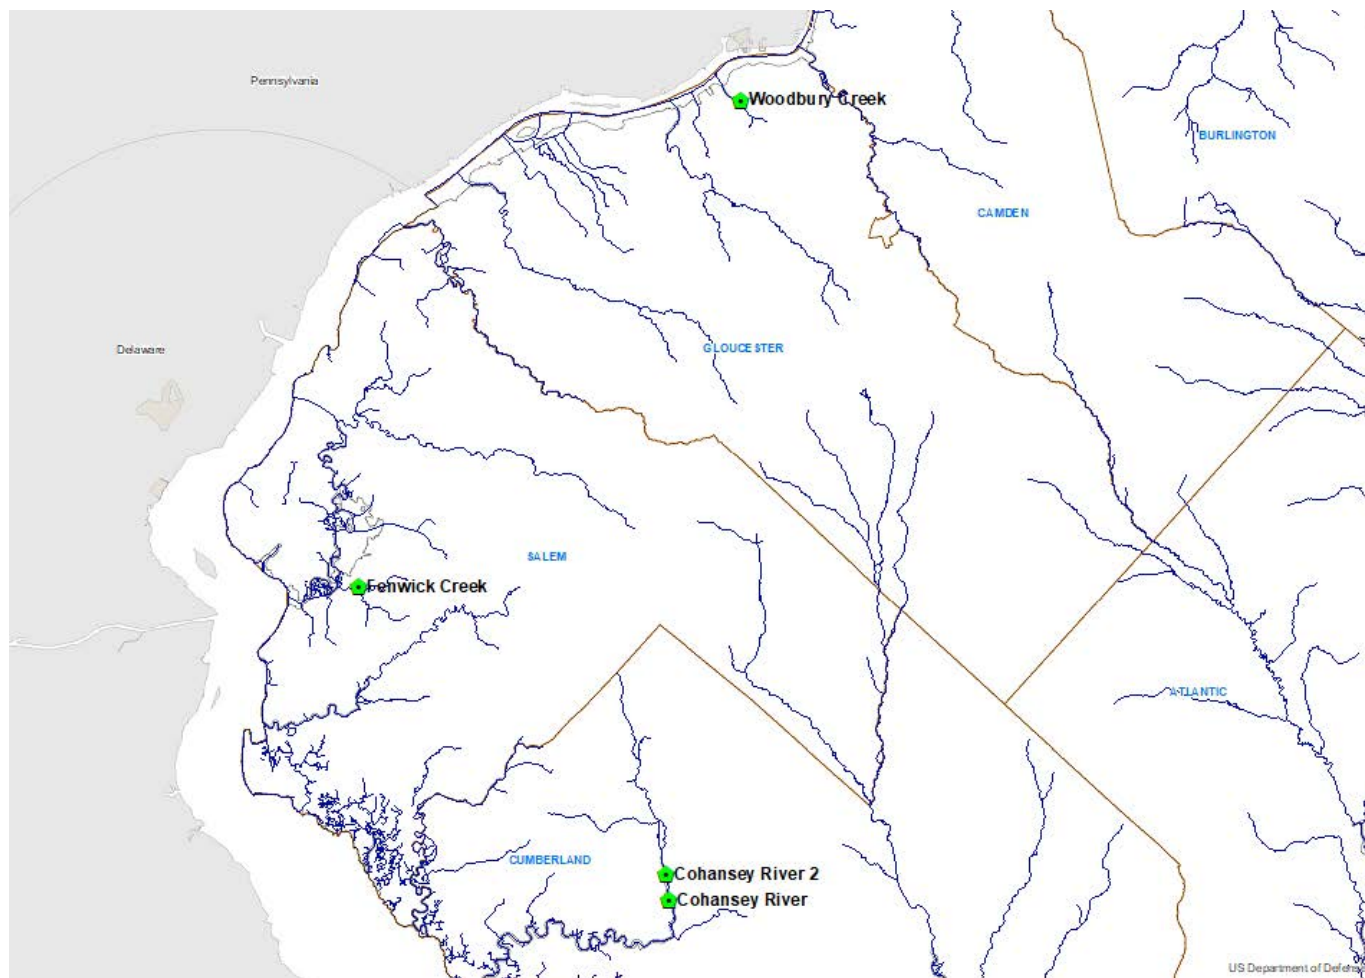 Pennsylvania
Woodbury Creek
BURLINGTON
CAMDEN
Delaware
GLOUCESTER
SALEM
Fenwick Creek
ATLANTIC
CUMBERLAND
Cohansey River 2
Cohansey River
US Department of Defens